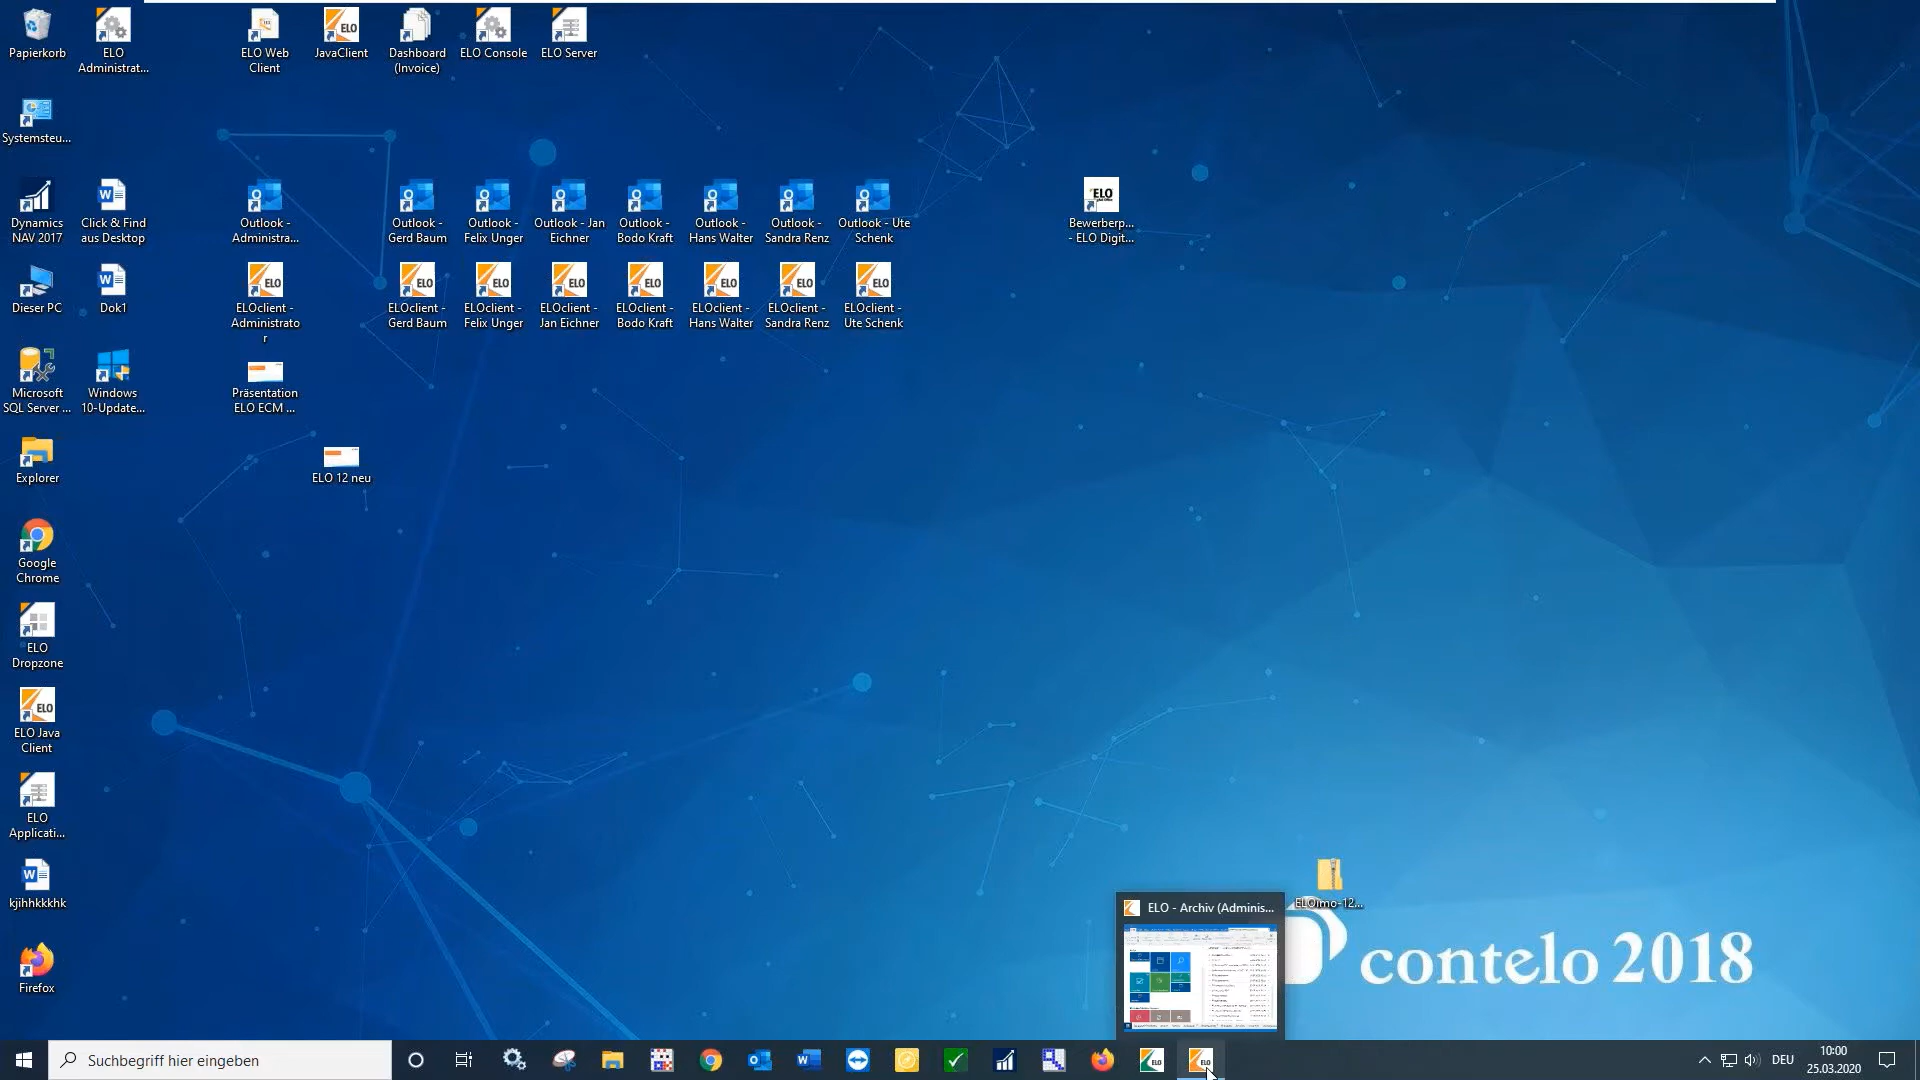 Papierkorb
ELO
Administrat...
ELO Web
Client
JavaClient
Dashboard
(Invoice)
ELO Console
ELO Server
Systemsteu...
Dynamics
NAV 2017
Click & Find
aus Desktop
Outlook -
Administra...
Outlook -
Gerd Baum
Outlook -
Felix Unger
Outlook - Jan
Eichner
Outlook -
Bodo Kraft
Outlook -
Hans Walter
Outlook -
Sandra Renz
Outlook - Ute
Schenk
Bewerberp...
- ELO Digit...
Dieser PC
Dok1
ELOclient -
Administrato
r
ELOclient -
Gerd Baum
ELOclient -
Felix Unger
ELOclient -
Jan Eichner
ELOclient -
Bodo Kraft
ELOclient -
Hans Walter
ELOclient -
Sandra Renz
ELOclient -
Ute Schenk
Microsoft
SQL Server ...
Windows
10-Update...
Präsentation
ELO ECM ...
Explorer
ELO 12 neu
Google
Chrome
ELO
Dropzone
ELO Java
Client
ELO
Applicati...
kjihhkkkhk
Firefox
ELO - Archiv (Adminis...
contelo 2018
Suchbegriff hier eingeben
DEU
10:00
25.03.2020